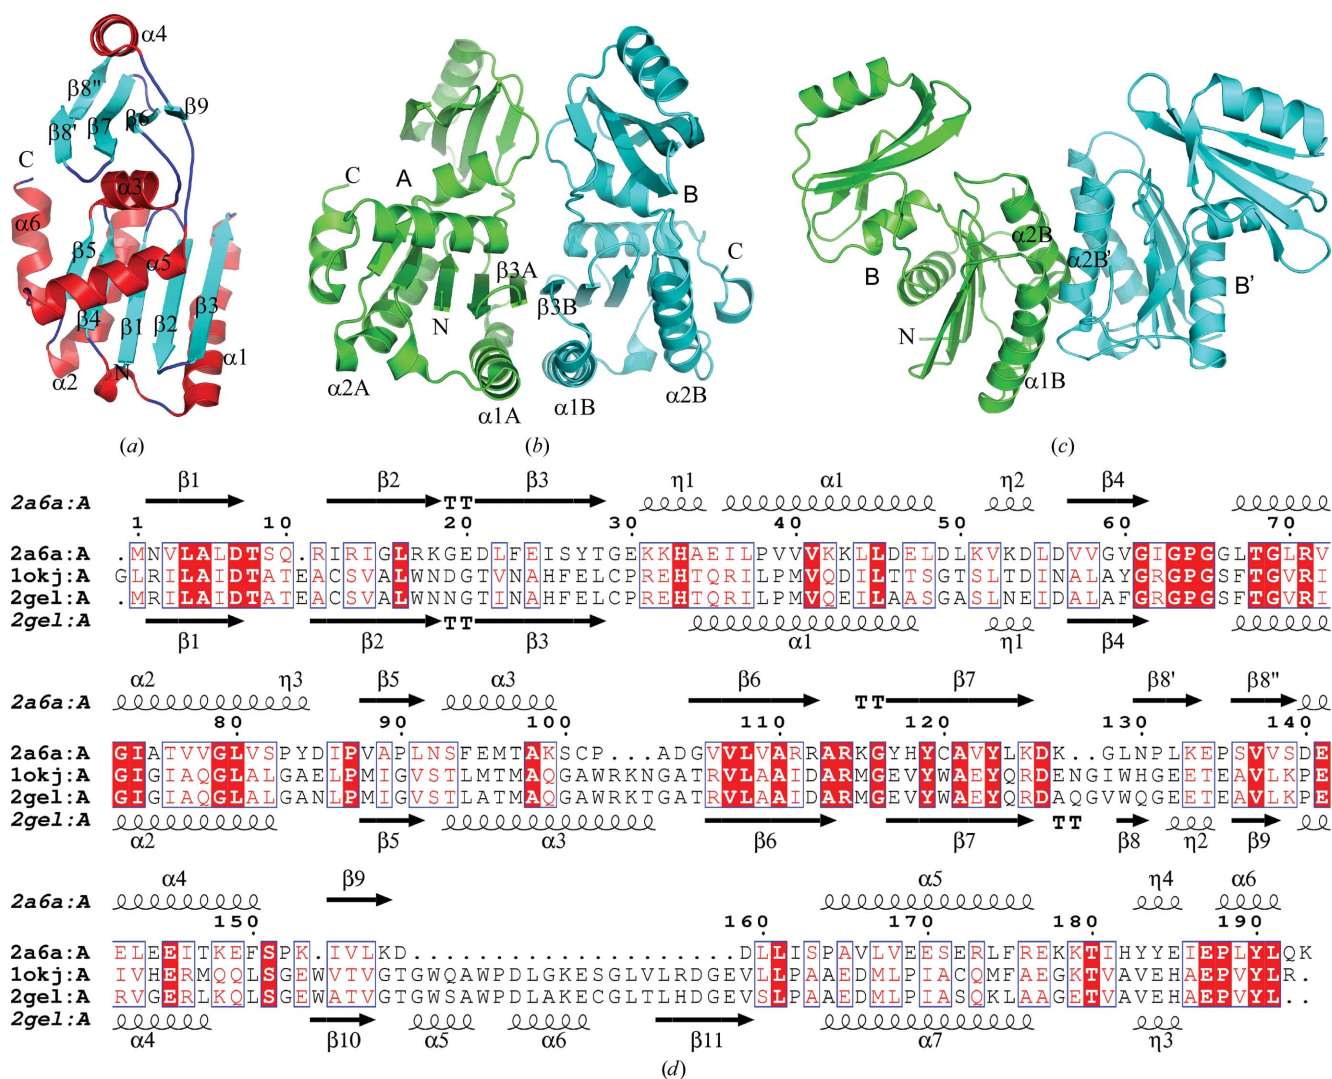 α4
β8" β9
β6
β8' β7
C
α3
α6
β5
α5
β3
β4 β1 β2
α1
α2 N
(a)
C A
B
C
β3A
β3B
N
α2A
α1A α1B α2B
(b)
α2B
α2B'
B
B'
N
α1B
(c)
2a6a:A β1 β2 TT β3 η1 α1 η2 β4
1 10 20 30 40 50 60 70
2a6a:A .MNVLALDTSQ.RIRIGLRKGEDLFEISYTGEKKHAEILPVVVKKLLDELDLKVKDLDVVGVGIGPGGLTGLRV
1okj:A GLRILAIDTATEACSVALWNDGTVNAHFELCPREHTQRILPMVQDILTTSGTSLTDINALAYGRGPGSFTGVRI
2gel:A .MRILAIDTATEACSVALWNNGTINAHFELCPREHTQRILPMVQEILAASGASLNEIDALAFGRGPGSFTGVRI
2gel:A β1 β2 TT β3 α1 η1 β4
2a6a:A α2 η3 β5 α3 β6 TT β7 β8' β8"
80 90 100 110 120 130 140
2a6a:A GIATVVGLVSPYDIPVAPLNSFEMTAKSCP...ADGVVLVARRARKGYHYCAVYLKDK..GLNPLKEPSVVSDE
1okj:A GIGIAQGLALGAELPMIGVSTLMTMAQGAWRKNGATRVLAAIDARMGEVYWAEYQRDENGIWHGEETEAVLKPE
2gel:A GIGIAQGLALGANLPMIGVSTLATMAQGAWRKTGATRVLAAIDARMGEVYWAEYQRDAQGVWQGEETEAVLKPE
2gel:A α2 β5 α3 β6 β7 TT β8 η2 β9
2a6a:A α4 β9 α5 η4 α6
150 160 170 180 190
2a6a:A ELEEITKEFSPK.IVLKD....................DLLISPAVLVEESERLFREKKTIHYYEIEPLYLQK
1okj:A IVHERMQQLSGEWVTVGTGWQAWPDLGKESGLVLRDGEVLLPAAEDMLPIACQMFAEGKTVAVEHAEPVYLR.
2gel:A RVGERLKQLSGEWATVGTGWSAWPDLAKECGLTLHDGEVSLPAAEDMLPIASQKLAAGETVAVEHAEPVYL..
2gel:A α4 β10 α5 α6 β11 α7 η3
(d)